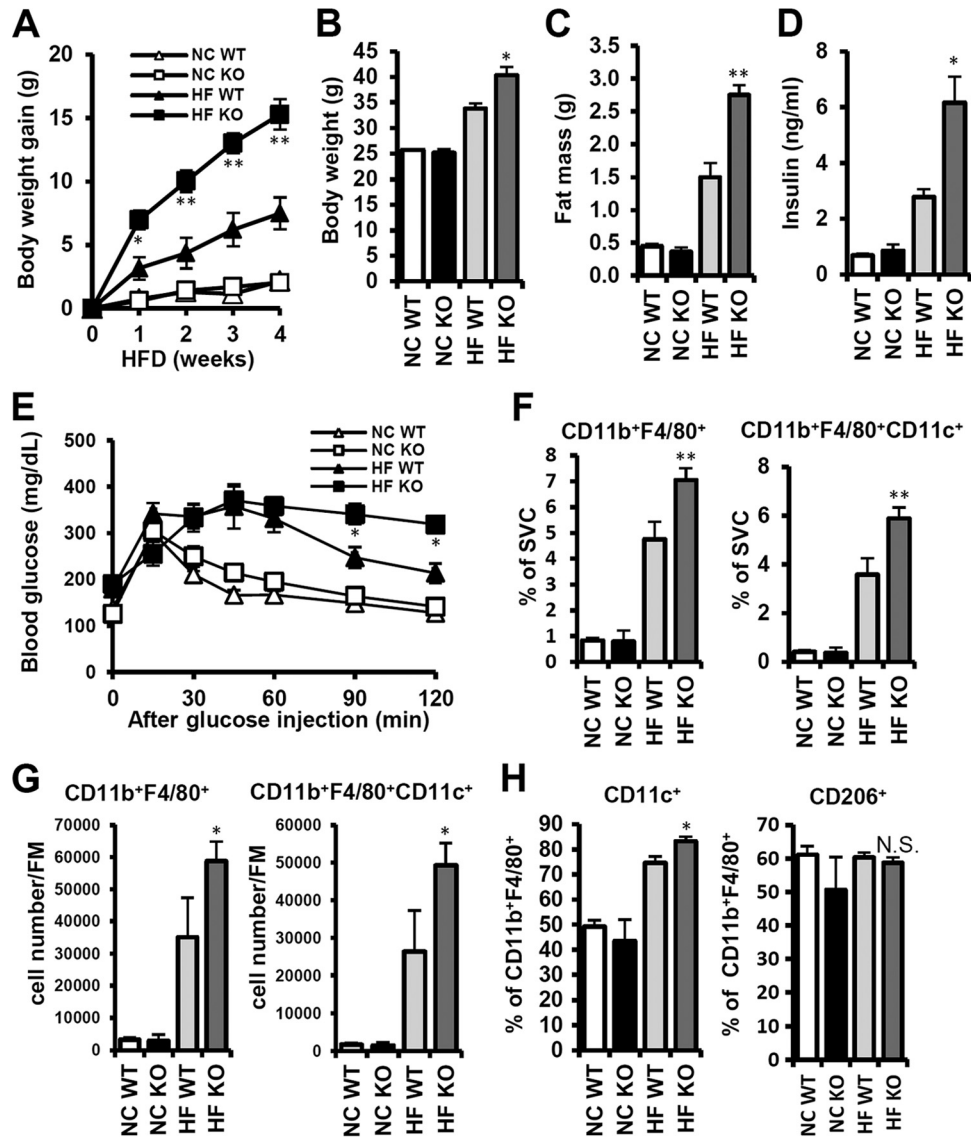 A
Body weight gain (g)
20
15
10
5
0
NC WT
NC KO
HF WT
HF KO
*
**
**
**
0 1 2 3 4
HFD (weeks)
B
Body weight (g)
45
40
35
30
25
20
15
10
5
0
*
NC WT
NC KO
HF WT
HF KO
C
Fat mass (g)
3.5
3.0
2.5
2.0
1.5
1.0
0.5
0.0
**
NC WT
NC KO
HF WT
HF KO
D
Insulin (ng/ml)
8
6
4
2
0
*
NC WT
NC KO
HF WT
HF KO
E
Blood glucose (mg/dL)
500
400
300
200
100
0
NC WT
NC KO
HF WT
HF KO
*
*
0 30 60 90 120
After glucose injection (min)
F
CD11b⁺F4/80⁺
% of SVC
8
7
6
5
4
3
2
1
0
**
NC WT
NC KO
HF WT
HF KO
CD11b⁺F4/80⁺CD11c⁺
% of SVC
8
6
4
2
0
**
NC WT
NC KO
HF WT
HF KO
G
CD11b⁺F4/80⁺
cell number/FM
70000
60000
50000
40000
30000
20000
10000
0
*
NC WT
NC KO
HF WT
HF KO
CD11b⁺F4/80⁺CD11c⁺
cell number/FM
60000
50000
40000
30000
20000
10000
0
*
NC WT
NC KO
HF WT
HF KO
H
CD11c⁺
% of CD11b⁺F4/80⁺
90
80
70
60
50
40
30
20
10
0
*
NC WT
NC KO
HF WT
HF KO
CD206⁺
% of CD11b⁺F4/80⁺
70
60
50
40
30
20
10
0
N.S.
NC WT
NC KO
HF WT
HF KO